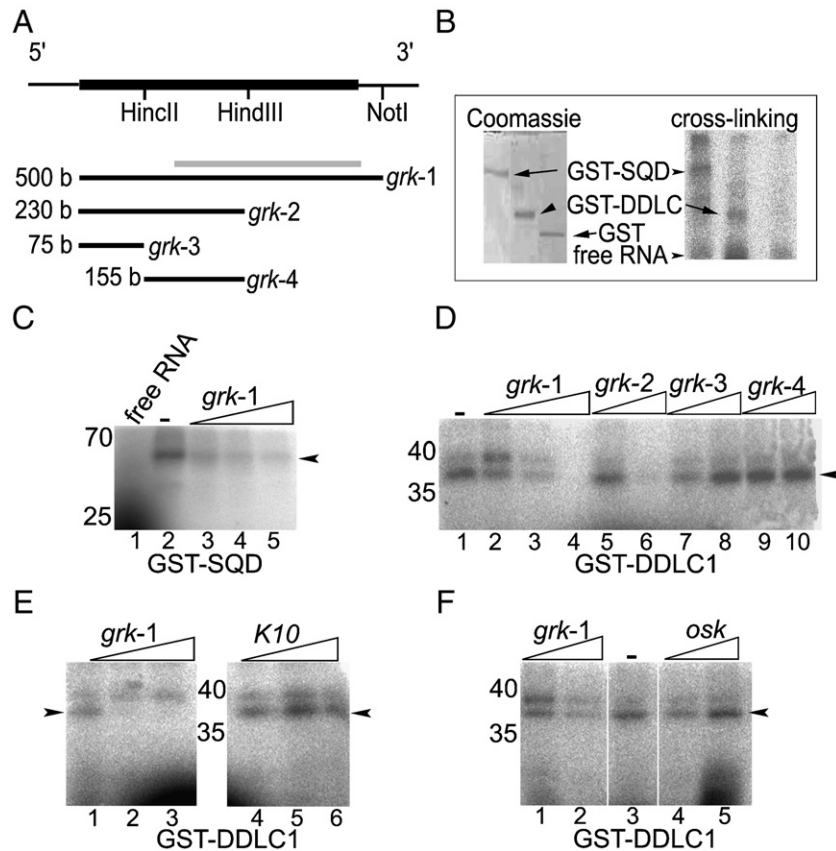 A
5' 3'
HincII HindIII NotI
500 b grk-1
230 b grk-2
75 b grk-3
155 b grk-4
B
Coomassie cross-linking
GST-SQD
GST-DDLC
GST
free RNA
C
free RNA - grk-1
70
25
1 2 3 4 5
GST-SQD
D
- grk-1 grk-2 grk-3 grk-4
40
35
1 2 3 4 5 6 7 8 9 10
GST-DDLC1
E
grk-1 K10
40
35
1 2 3 4 5 6
GST-DDLC1
F
grk-1 - osk
40
35
1 2 3 4 5
GST-DDLC1